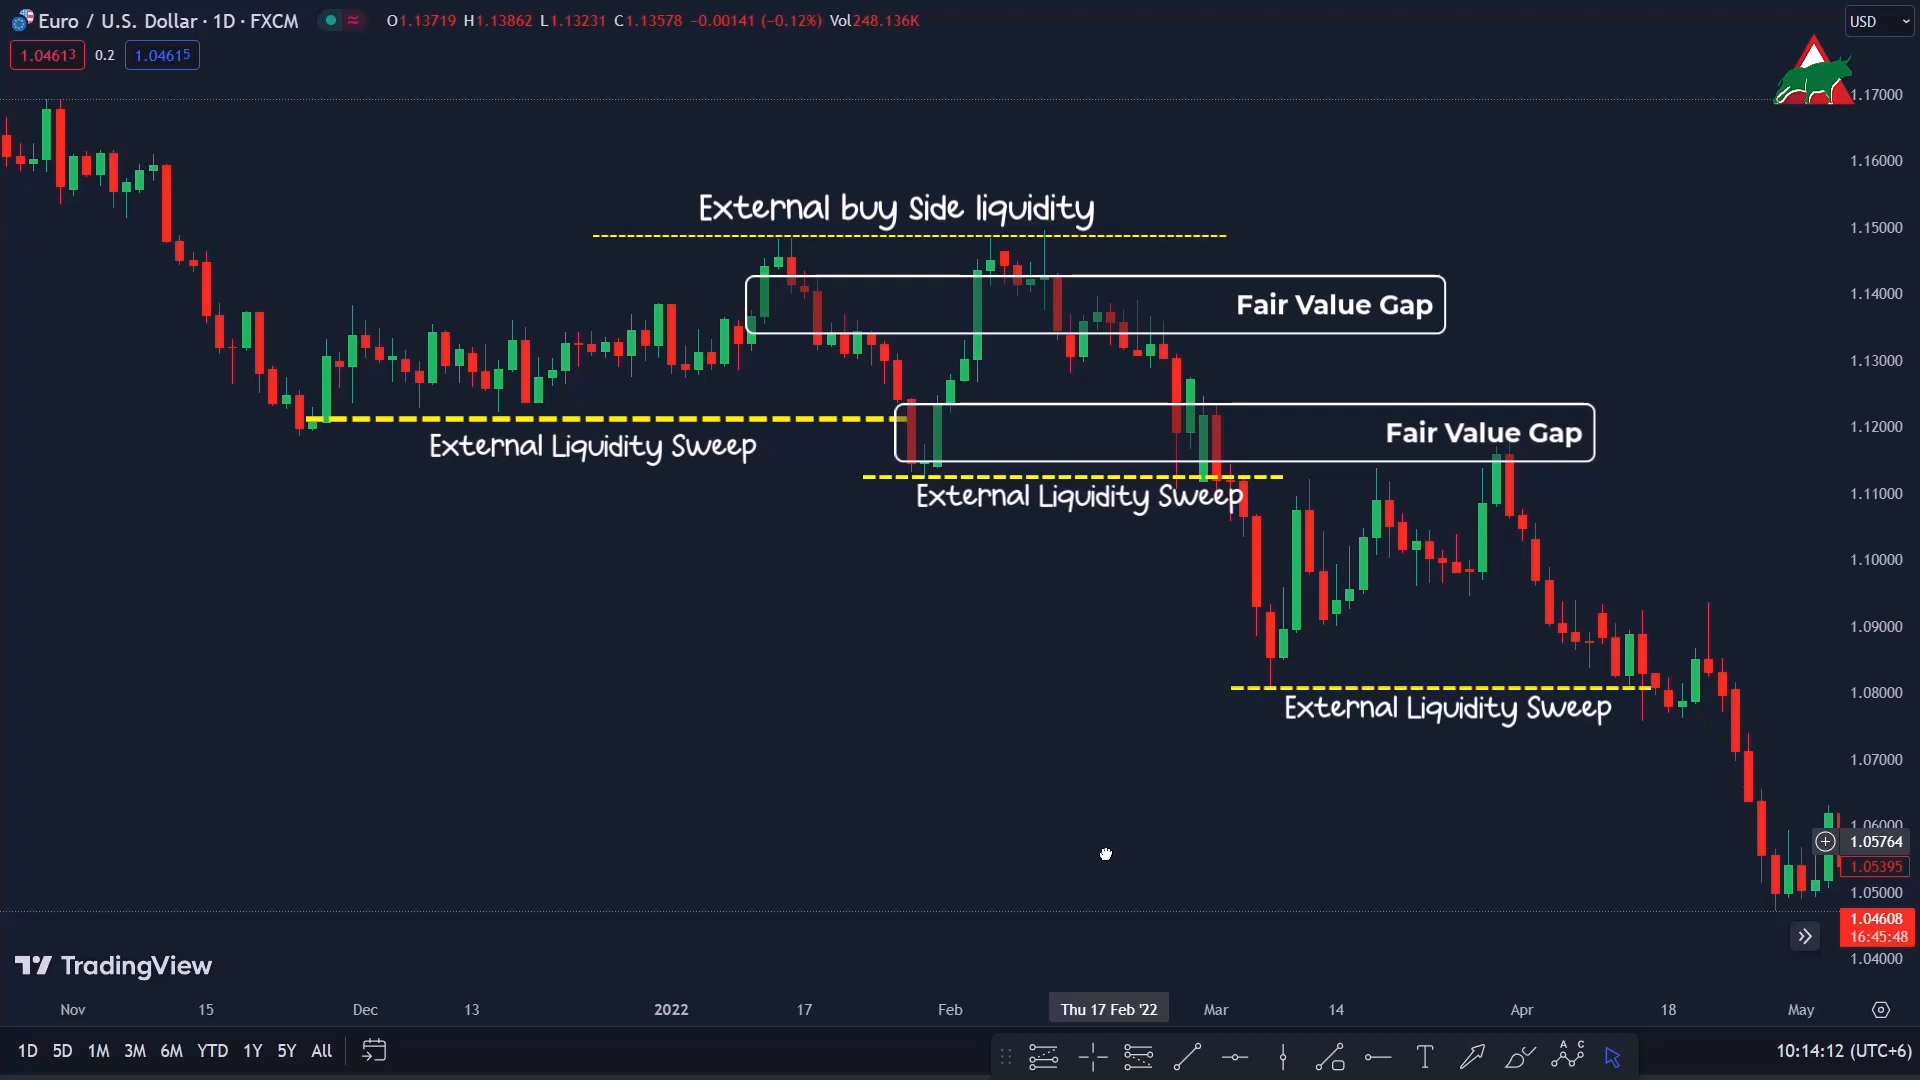 Euro / U.S. Dollar · 1D · FXCM O1.13719 H1.13862 L1.13231 C1.13578 −0.00141 (−0.12%) Vol248.136K
USD
1.04613 0.2 1.04615
1.17000
1.16000
External buy Side liquidity
1.15000
Fair Value Gap
1.14000
1.13000
Fair Value Gap
1.12000
External Liquidity Sweep
External Liquidity Sweep
1.11000
1.10000
1.09000
1.08000
External Liquidity Sweep
1.07000
1.06000
1.05764
1.05395
1.05000
1.04608
16:45:48
1.04000
TradingView
Nov 15 Dec 13 2022 17 Feb Thu 17 Feb '22 Mar 14 Apr 18 May
1D 5D 1M 3M 6M YTD 1Y 5Y All
T
A C
10:14:12 (UTC+6)